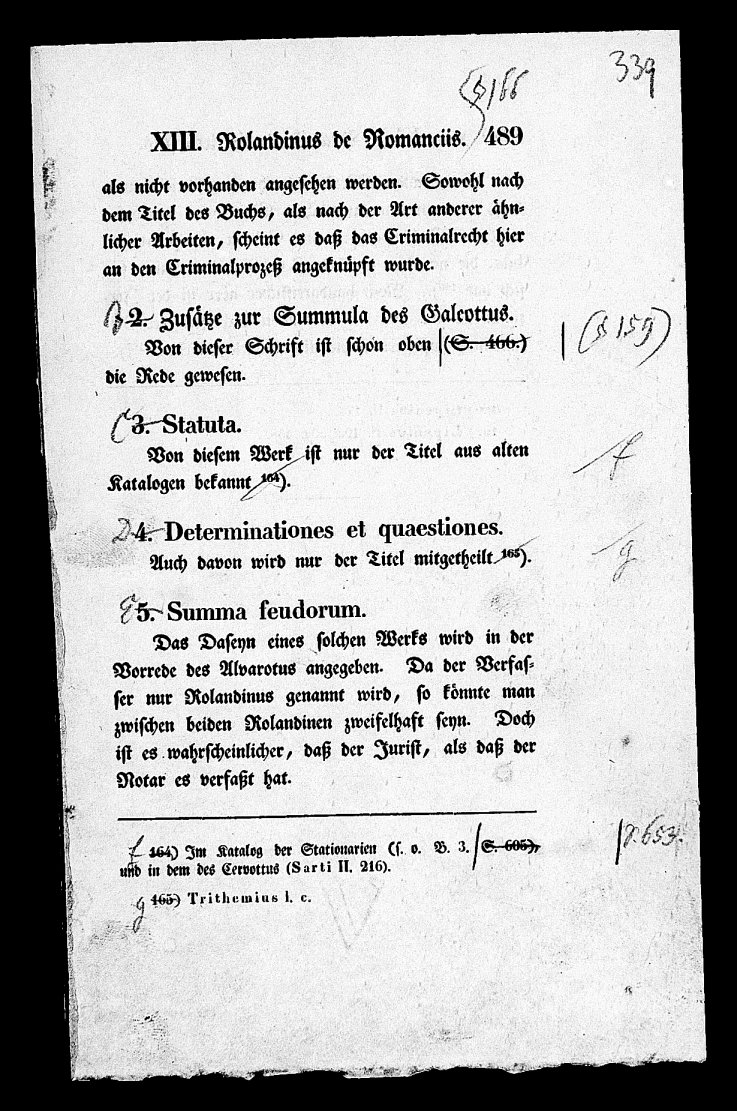 339
(§ 166
XIII. Rolandinus de Romanciis. 489
als nicht vorhanden angesehen werden. Sowohl nach
dem Titel des Buchs, als nach der Art anderer ähn-
licher Arbeiten, scheint es daß das Criminalrecht hier
an den Criminalprozeß angeknüpft wurde.
B 2. Zusätze zur Summula des Galeottus.
Von dieser Schrift ist schon oben (S. 466.) (§ 159)
die Rede gewesen.
C 3. Statuta.
Von diesem Werk ist nur der Titel aus alten
Katalogen bekannt 164). f
D 4. Determinationes et quaestiones.
Auch davon wird nur der Titel mitgetheilt 165). g
E 5. Summa feudorum.
Das Daseyn eines solchen Werks wird in der
Vorrede des Alvarotus angegeben. Da der Verfas-
ser nur Rolandinus genannt wird, so könnte man
zwischen beiden Rolandinen zweifelhaft seyn. Doch
ist es wahrscheinlicher, daß der Jurist, als daß der
Notar es verfaßt hat.
f 164) Im Katalog der Stationarien (s. o. B. 3. S. 605), 653.
und in dem des Cervottus (Sarti II. 216).
g 165) Trithemius l. c.